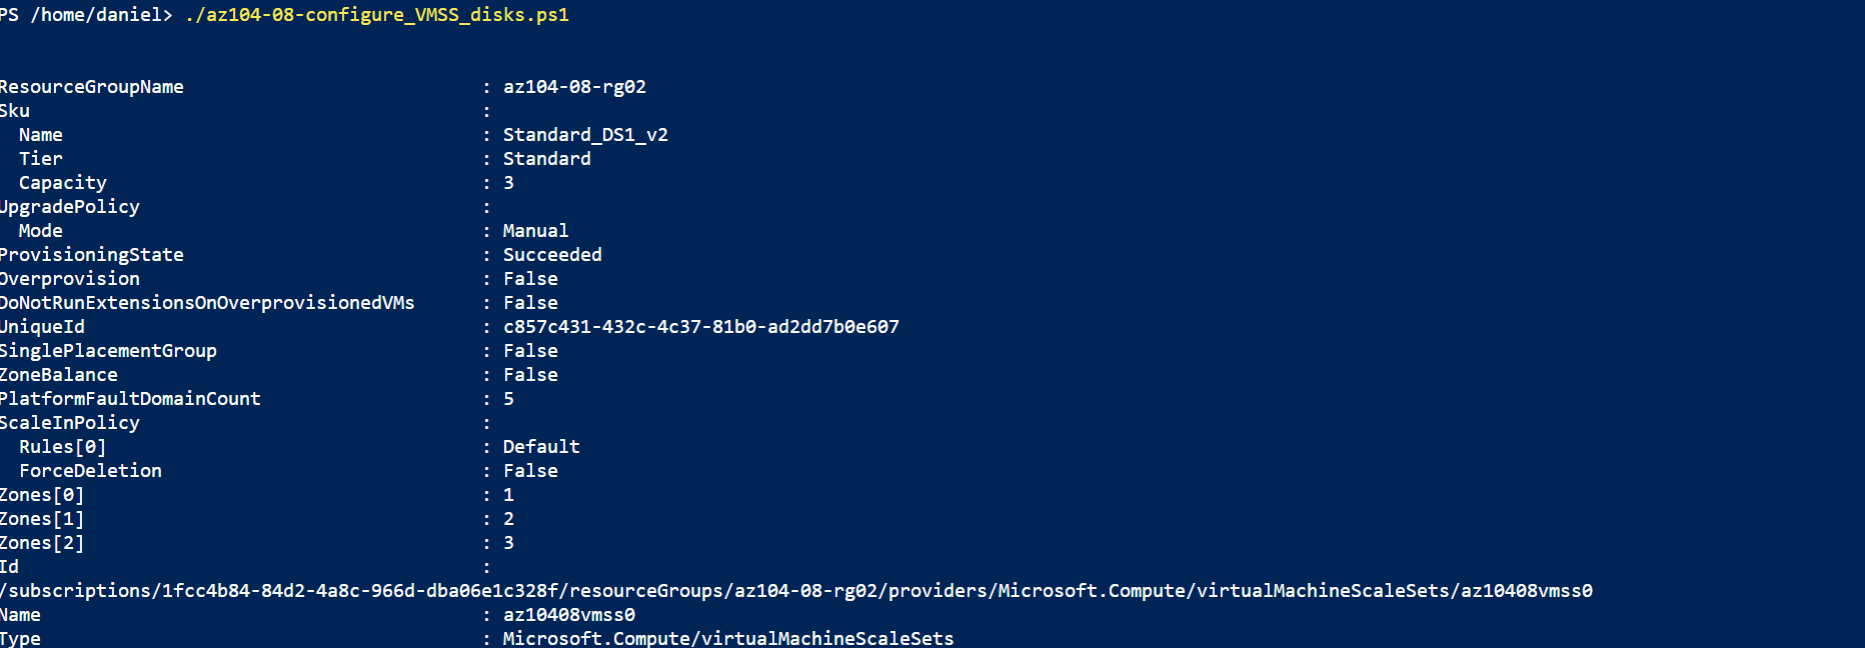 PS /home/daniel> ./az104-08-configure_VMSS_disks.ps1
ResourceGroupName : az104-08-rg02
Sku :
Name : Standard_DS1_v2
Tier : Standard
Capacity : 3
UpgradePolicy :
Mode : Manual
ProvisioningState : Succeeded
Overprovision : False
DoNotRunExtensionsOnOverprovisionedVMs : False
UniqueId : c857c431-432c-4c37-81b0-ad2dd7b0e607
SinglePlacementGroup : False
ZoneBalance : False
PlatformFaultDomainCount : 5
ScaleInPolicy :
Rules[0] : Default
ForceDeletion : False
Zones[0] : 1
Zones[1] : 2
Zones[2] : 3
Id :
/subscriptions/1fcc4b84-84d2-4a8c-966d-dba06e1c328f/resourceGroups/az104-08-rg02/providers/Microsoft.Compute/virtualMachineScaleSets/az10408vmss0
Name : az10408vmss0
Type : Microsoft.Compute/virtualMachineScaleSets